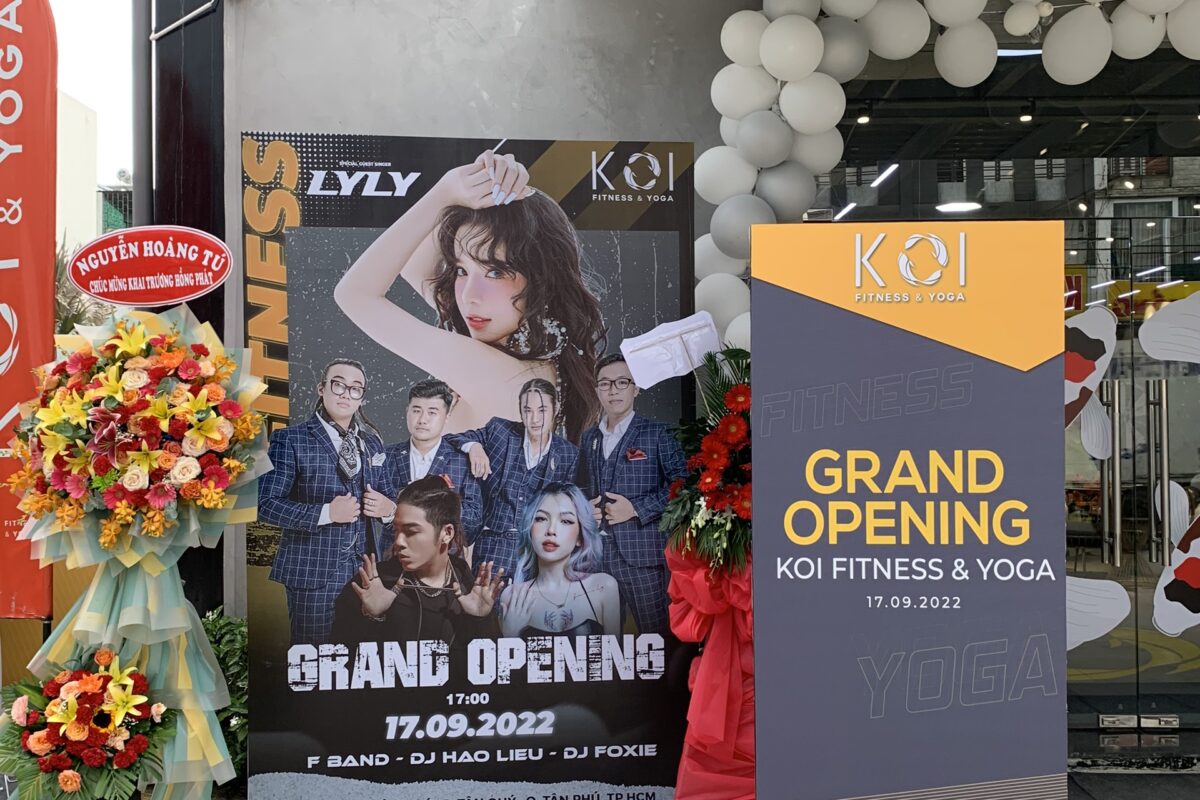 & YOGA
NGUYỄN HOÀNG TÚ
CHÚC MỪNG KHAI TRƯƠNG HỒNG PHÁT
FITNESS
SPECIAL GUEST SINGER
LYLY
KOI
FITNESS & YOGA
GRAND OPENING
17:00
17.09.2022
F BAND - DJ HAO LIEU - DJ FOXIE
TÂN QUÝ, Q. TÂN PHÚ, TP HCM
KOI
FITNESS & YOGA
FITNESS
GRAND
OPENING
KOI FITNESS & YOGA
17.09.2022
YOGA